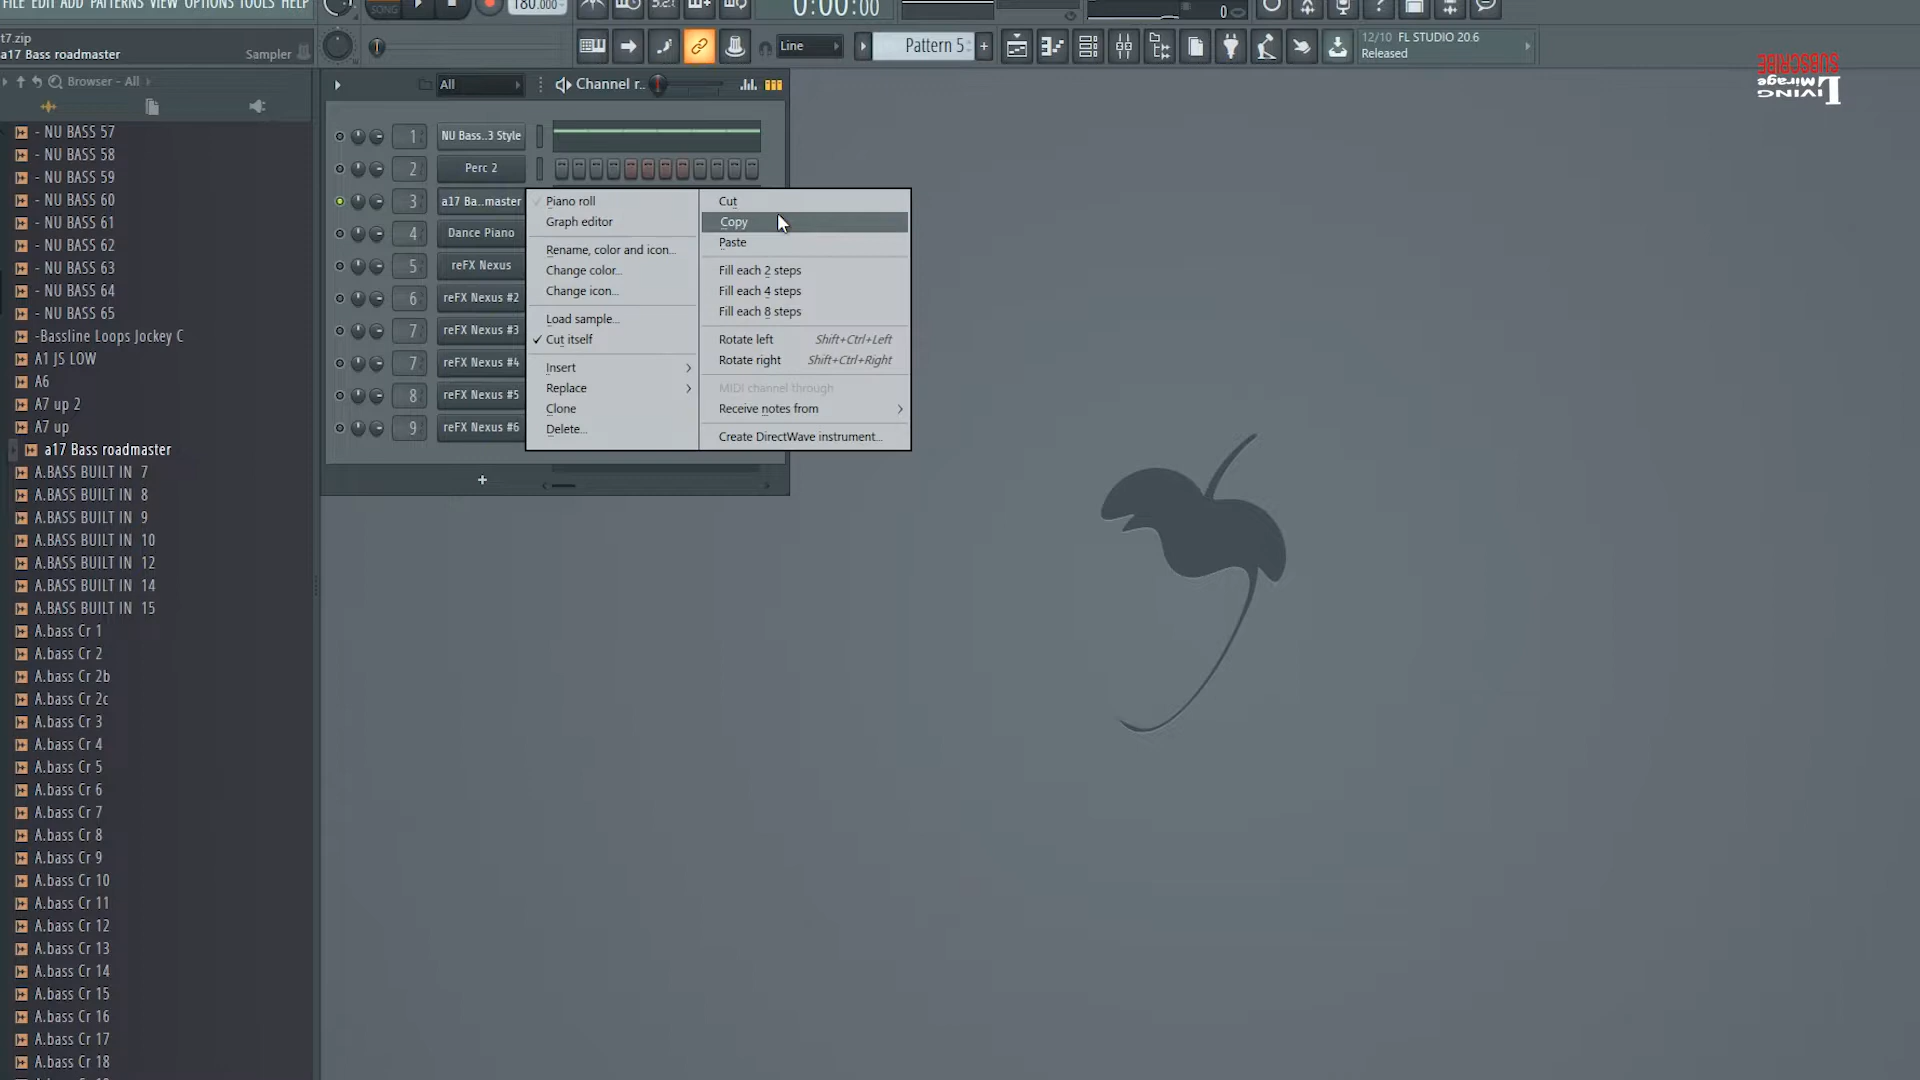 FILE EDIT ADD PATTERNS VIEW OPTIONS TOOLS HELP
SONG
180.000
3.2
0:00:00
0
t7.zip
a17 Bass roadmaster
Sampler
Line
Pattern 5
12/10 FL STUDIO 20.6
Released
SUBSCRIBE
LIVING Mirage
Browser - All
- NU BASS 57
- NU BASS 58
- NU BASS 59
- NU BASS 60
- NU BASS 61
- NU BASS 62
- NU BASS 63
- NU BASS 64
- NU BASS 65
-Bassline Loops Jockey C
A1 JS LOW
A6
A7 up 2
A7 up
a17 Bass roadmaster
A.BASS BUILT IN 7
A.BASS BUILT IN 8
A.BASS BUILT IN 9
A.BASS BUILT IN 10
A.BASS BUILT IN 12
A.BASS BUILT IN 14
A.BASS BUILT IN 15
A.bass Cr 1
A.bass Cr 2
A.bass Cr 2b
A.bass Cr 2c
A.bass Cr 3
A.bass Cr 4
A.bass Cr 5
A.bass Cr 6
A.bass Cr 7
A.bass Cr 8
A.bass Cr 9
A.bass Cr 10
A.bass Cr 11
A.bass Cr 12
A.bass Cr 13
A.bass Cr 14
A.bass Cr 15
A.bass Cr 16
A.bass Cr 17
A.bass Cr 18
All
Channel r..
1 NU Bass..3 Style
2 Perc 2
3 a17 Ba..master
4 Dance Piano
5 reFX Nexus
6 reFX Nexus #2
7 reFX Nexus #3
7 reFX Nexus #4
8 reFX Nexus #5
9 reFX Nexus #6
+
Piano roll
Graph editor
Rename, color and icon...
Change color...
Change icon...
Load sample...
Cut itself
Insert
Replace
Clone
Delete...
Cut
Copy
Paste
Fill each 2 steps
Fill each 4 steps
Fill each 8 steps
Rotate left Shift+Ctrl+Left
Rotate right Shift+Ctrl+Right
MIDI channel through
Receive notes from
Create DirectWave instrument...